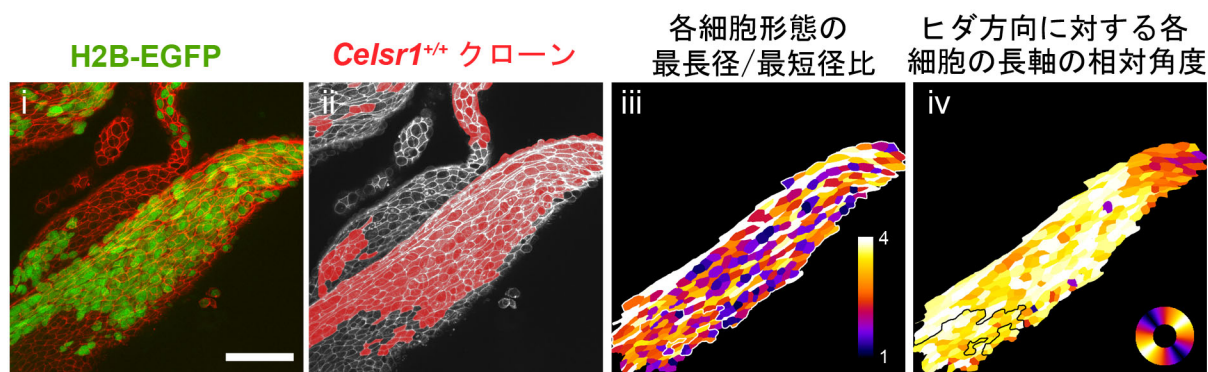 H2B-EGFP
Celsr1+/+ クローン
各細胞形態の
最長径/最短径比
ヒダ方向に対する各
細胞の長軸の相対角度
i
ii
iii
iv
4
1